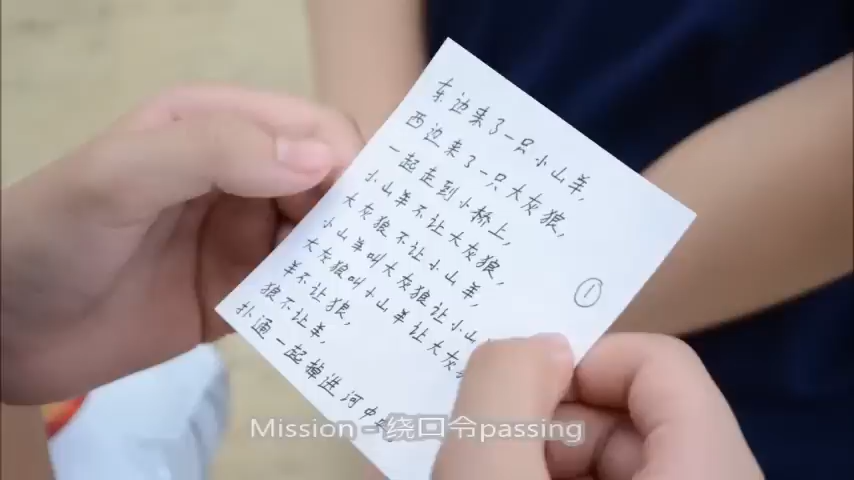 东边来了一只小山羊,
西边来了一只大灰狼,
一起走到小桥上,
小山羊不让大灰狼,
大灰狼不让小山羊,
小山羊叫大灰狼让小山
大灰狼叫小山羊让大灰
羊不让狼,
狼不让羊,
扑通一起掉进河中
①
Mission - 绕口令passing